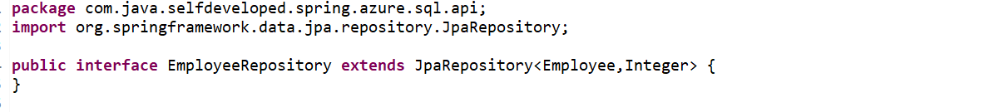 package com.java.selfdeveloped.spring.azure.sql.api;
import org.springframework.data.jpa.repository.JpaRepository;
public interface EmployeeRepository extends JpaRepository<Employee,Integer> {
}